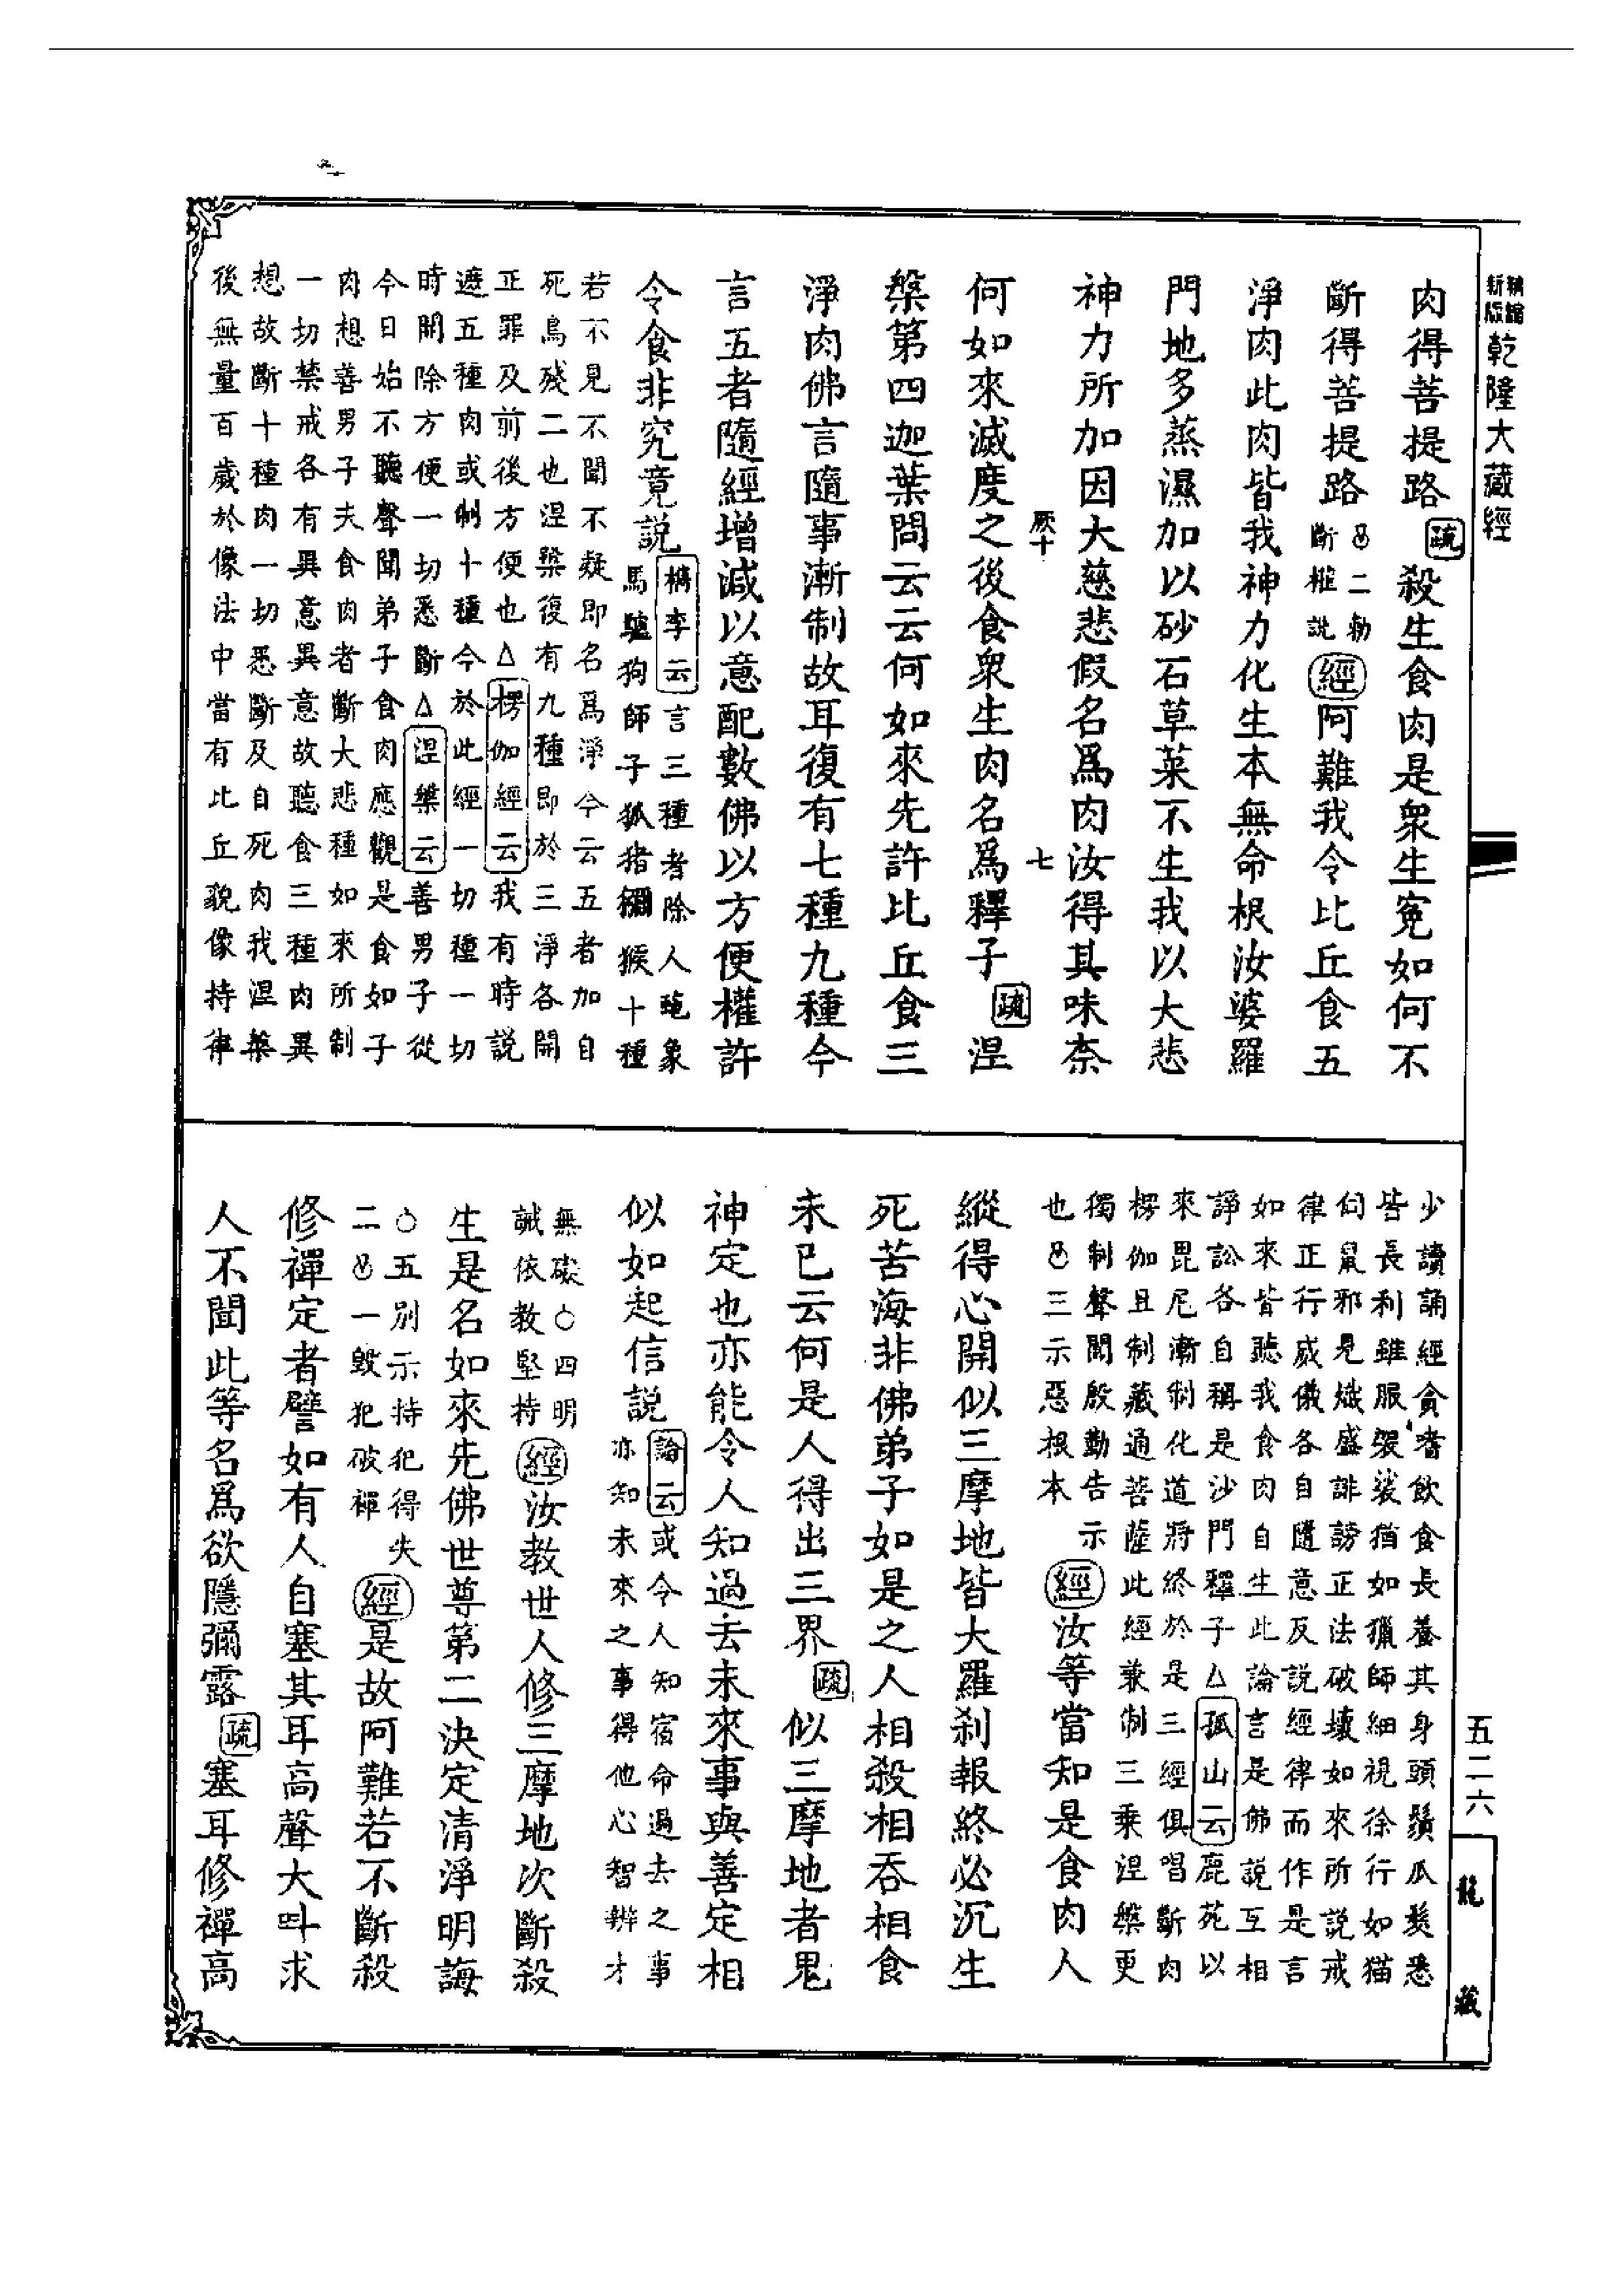 新編
縮版
乾隆大藏經
肉得菩提路疏殺生食肉是衆生寃如何不
斷得菩提路二勅
斷權説經阿難我令比丘食五
淨肉此肉皆我神力化生本無命根汝婆羅
門地多蒸濕加以砂石草菜不生我以大悲
神力所加因大慈悲假名爲肉汝得其味奈
厥十 七
何如來滅度之後食衆生肉名爲釋子疏涅
槃第四迦葉問云云何如來先許比丘食三
淨肉佛言隨事漸制故耳復有七種九種今
言五者隨經增減以意配數佛以方便權許
令食非究竟説檇李云言三種者除人虵象
馬驢狗師子狐猪獼猴十種
若不見不聞不疑即名爲淨今云五者加自
死鳥殘二也涅槃復有九種即於三淨各開
正罪及前後方便也△楞伽經云我有時説
遮五種肉或制十種今於此經一切種一切
時開除方便一切悉斷△涅槃云善男子從
今日始不聽聲聞弟子食肉應觀是食如子
肉想善男子夫食肉者斷大悲種如來所制
一切禁戒各有異意異意故聽食三種肉異
想故斷十種肉一切悉斷及自死肉我涅槃
後無量百歲於像法中當有比丘貌像持律
少讀誦經貪嗜飲食長養其身頭鬚爪髮悉
皆長利雖服袈裟猶如獵師細視徐行如猫
伺鼠邪見熾盛誹謗正法破壞如來所説戒
律正行威儀各自隨意反説經律而作是言
如來皆聽我食肉自生此論言是佛説互相
諍訟各自稱是沙門釋子△孤山云鹿苑以
來毘尼漸制化道將終於是三經俱唱斷肉
楞伽且制藏通菩薩此經兼制三乘涅槃更
獨制聲聞殷勤告示
也三示惡根本經汝等當知是食肉人
縱得心開似三摩地皆大羅刹報終必沉生
死苦海非佛弟子如是之人相殺相吞相食
未已云何是人得出三界疏似三摩地者鬼
神定也亦能令人知過去未來事與善定相
似如起信説論云或令人知宿命過去之事
亦知未來之事得他心智辨才
無礙○四明
誡依教堅持經汝教世人修三摩地次斷殺
生是名如來先佛世尊第二決定清淨明誨
○五別示持犯得失
二一毀犯破禪經是故阿難若不斷殺
修禪定者譬如有人自塞其耳高聲大叫求
人不聞此等名爲欲隱彌露疏塞耳修禪高
五二六
龍藏